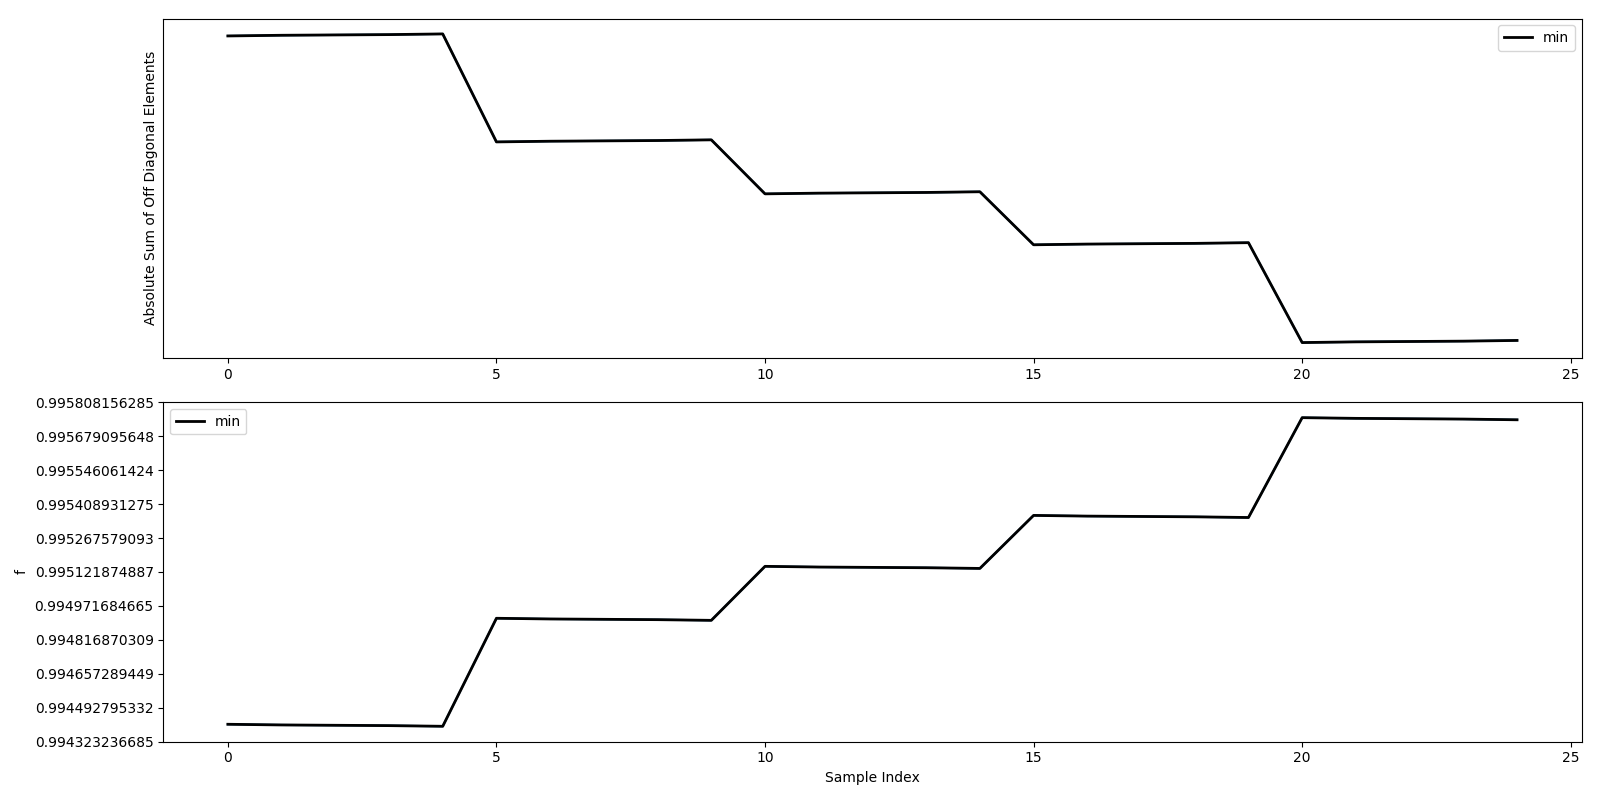 min
Absolute Sum of Off Diagonal Elements
0 5 10 15 20 25
min
0.995808156285
0.995679095648
0.995546061424
0.995408931275
0.995267579093
0.995121874887
0.994971684665
0.994816870309
0.994657289449
0.994492795332
0.994323236685
f
0 5 10 15 20 25
Sample Index